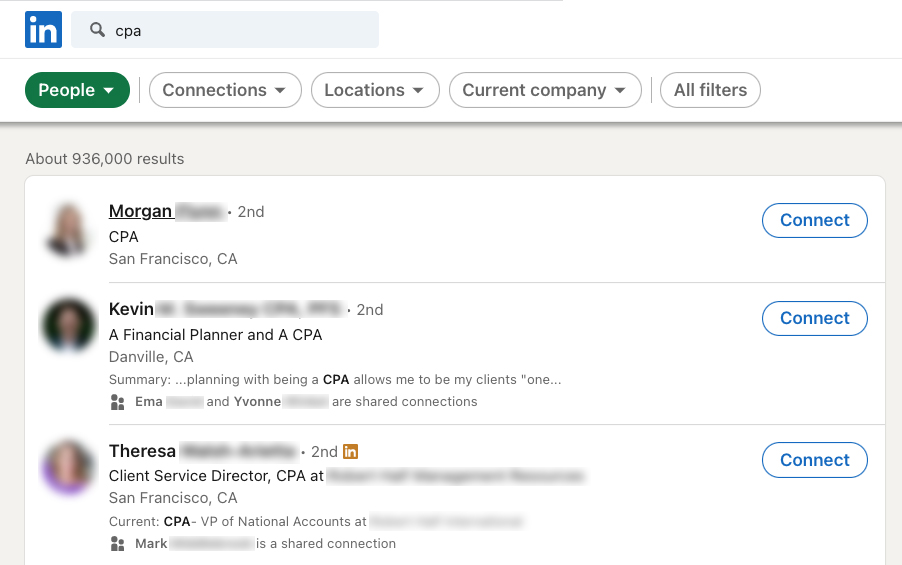 in
cpa
People
Connections
Locations
Current company
All filters
About 936,000 results
Morgan • 2nd
Connect
CPA
San Francisco, CA
Kevin • 2nd
Connect
A Financial Planner and A CPA
Danville, CA
Summary: ...planning with being a CPA allows me to be my clients "one...
Ema and Yvonne are shared connections
Theresa • 2nd in
Connect
Client Service Director, CPA at
San Francisco, CA
Current: CPA- VP of National Accounts at
Mark is a shared connection